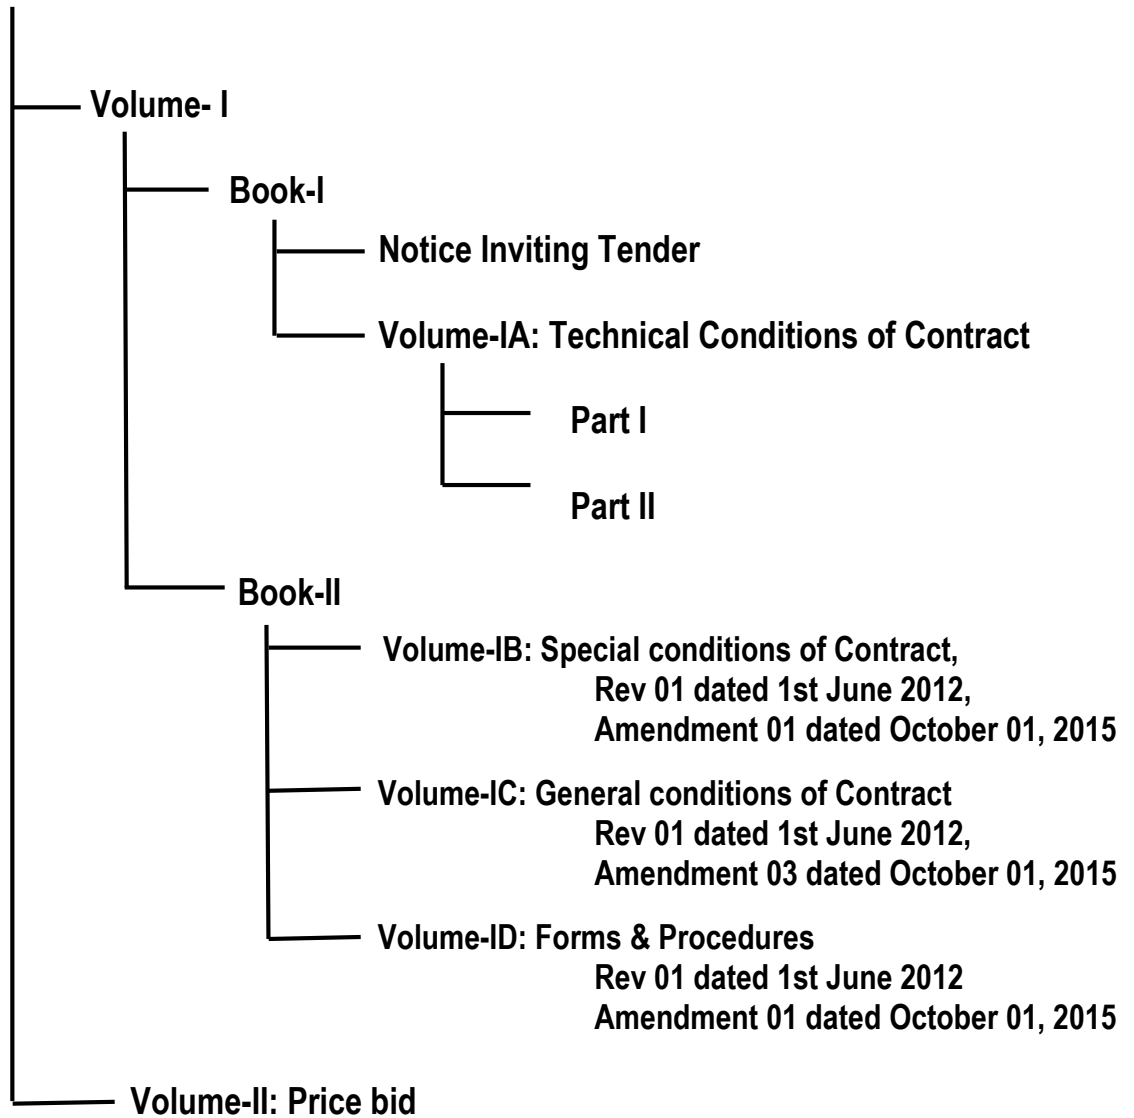 Volume- I
Book-I
Notice Inviting Tender
Volume-IA: Technical Conditions of Contract
Part I
Part II
Book-II
Volume-IB: Special conditions of Contract,
Rev 01 dated 1st June 2012,
Amendment 01 dated October 01, 2015
Volume-IC: General conditions of Contract
Rev 01 dated 1st June 2012,
Amendment 03 dated October 01, 2015
Volume-ID: Forms & Procedures
Rev 01 dated 1st June 2012
Amendment 01 dated October 01, 2015
Volume-II: Price bid